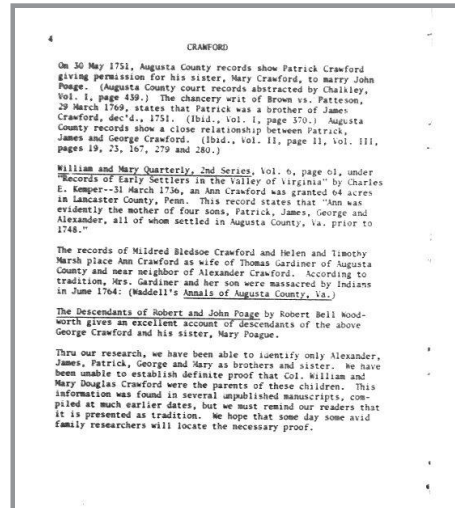 4
CRAWFORD
On 30 May 1751, Augusta County records show Patrick Crawford
giving permission for his sister, Mary Crawford, to marry John
Poage. (Augusta County court records abstracted by Chalkley,
Vol. I, page 439.) The chancery writ of Brown vs. Patteson,
29 March 1769, states that Patrick was a brother of James
Crawford, dec'd., 1751. (Ibid., Vol. I, page 370.) Augusta
County records show a close relationship between Patrick,
James and George Crawford. (Ibid., Vol. II, page 11, Vol. III,
pages 19, 23, 167, 279 and 280.)
William and Mary Quarterly, 2nd Series, Vol. 6, page 61, under
"Records of Early Settlers in the Valley of Virginia" by Charles
E. Kemper--31 March 1736, an Ann Crawford was granted 64 acres
in Lancaster County, Penn. This record states that "Ann was
evidently the mother of four sons, Patrick, James, George and
Alexander, all of whom settled in Augusta County, Va. prior to
1748."
The records of Mildred Bledsoe Crawford and Helen and Timothy
Marsh place Ann Crawford as wife of Thomas Gardiner of Augusta
County and near neighbor of Alexander Crawford. According to
tradition, Mrs. Gardiner and her son were massacred by Indians
in June 1764: (Waddell's Annals of Augusta County, Va.)
The Descendants of Robert and John Poage by Robert Bell Wood-
worth gives an excellent account of descendants of the above
George Crawford and his sister, Mary Poague.
Thru our research, we have been able to identify only Alexander,
James, Patrick, George and Mary as brothers and sister. We have
been unable to establish definite proof that Col. William and
Mary Douglas Crawford were the parents of these children. This
information was found in several unpublished manuscripts, com-
piled at much earlier dates, but we must remind our readers that
it is presented as tradition. We hope that some day some avid
family researchers will locate the necessary proof.